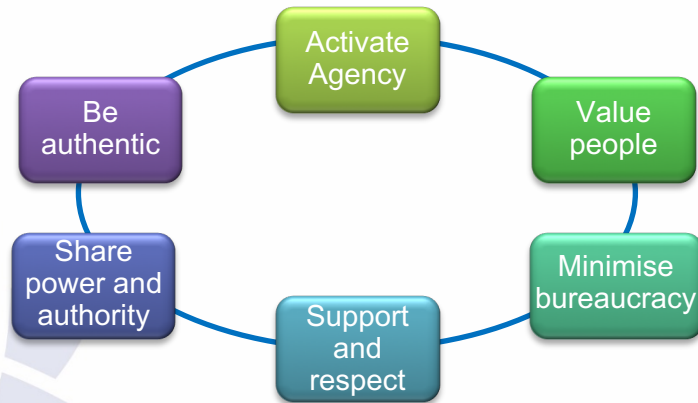 Activate
Agency
Value
people
Minimise
bureaucracy
Support
and
respect
Share
power and
authority
Be
authentic